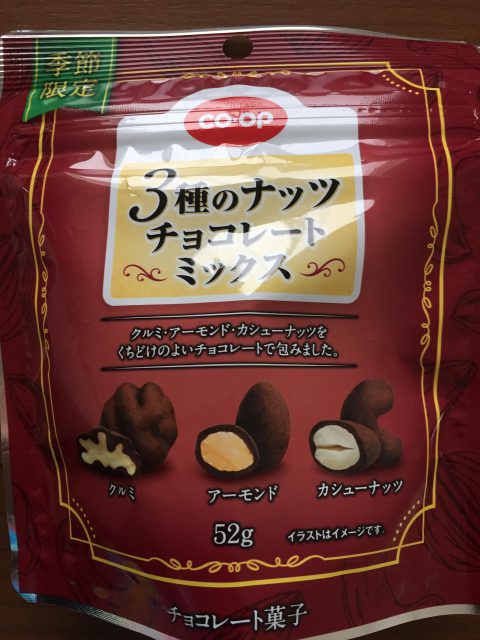 季節
限定
CO・OP
3種のナッツ
チョコレート
ミックス
クルミ・アーモンド・カシューナッツを
くちどけのよいチョコレートで包みました。
クルミ
アーモンド
カシューナッツ
52g
イラストはイメージです。
チョコレート菓子